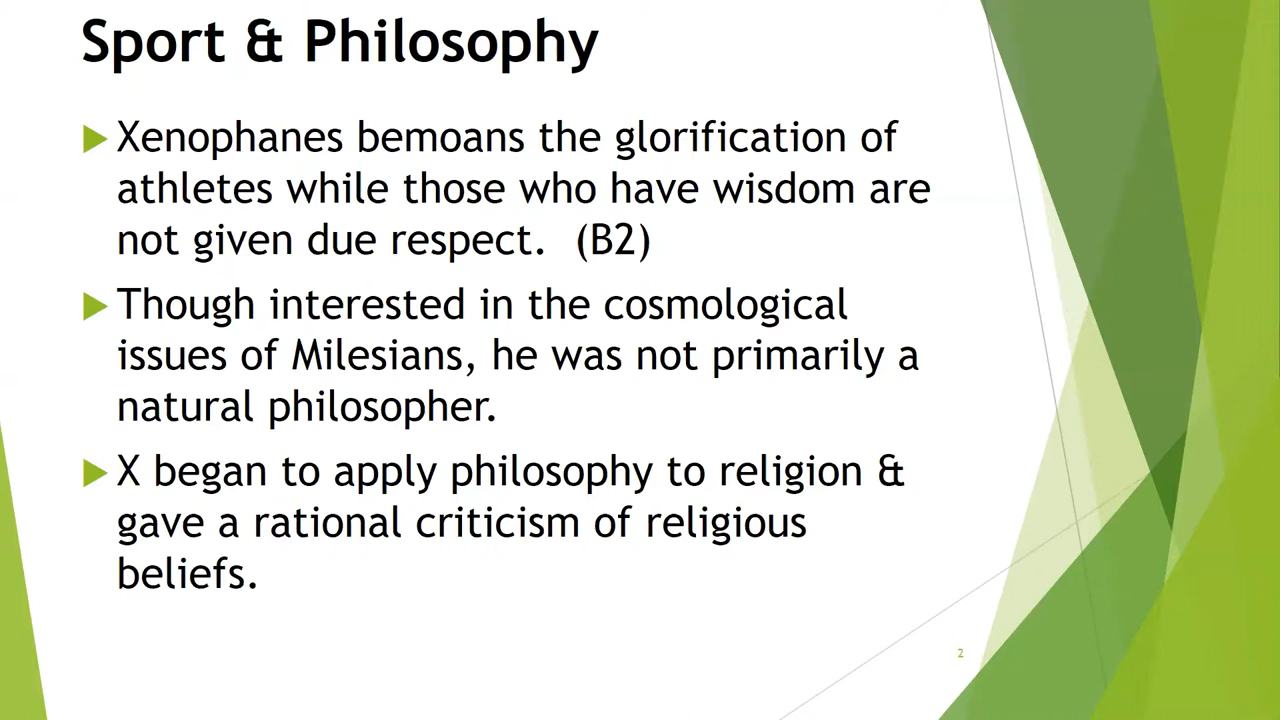 Sport & Philosophy
Xenophanes bemoans the glorification of
athletes while those who have wisdom are
not given due respect.  (B2)
Though interested in the cosmological
issues of Milesians, he was not primarily a
natural philosopher.
X began to apply philosophy to religion &
gave a rational criticism of religious
beliefs.
2